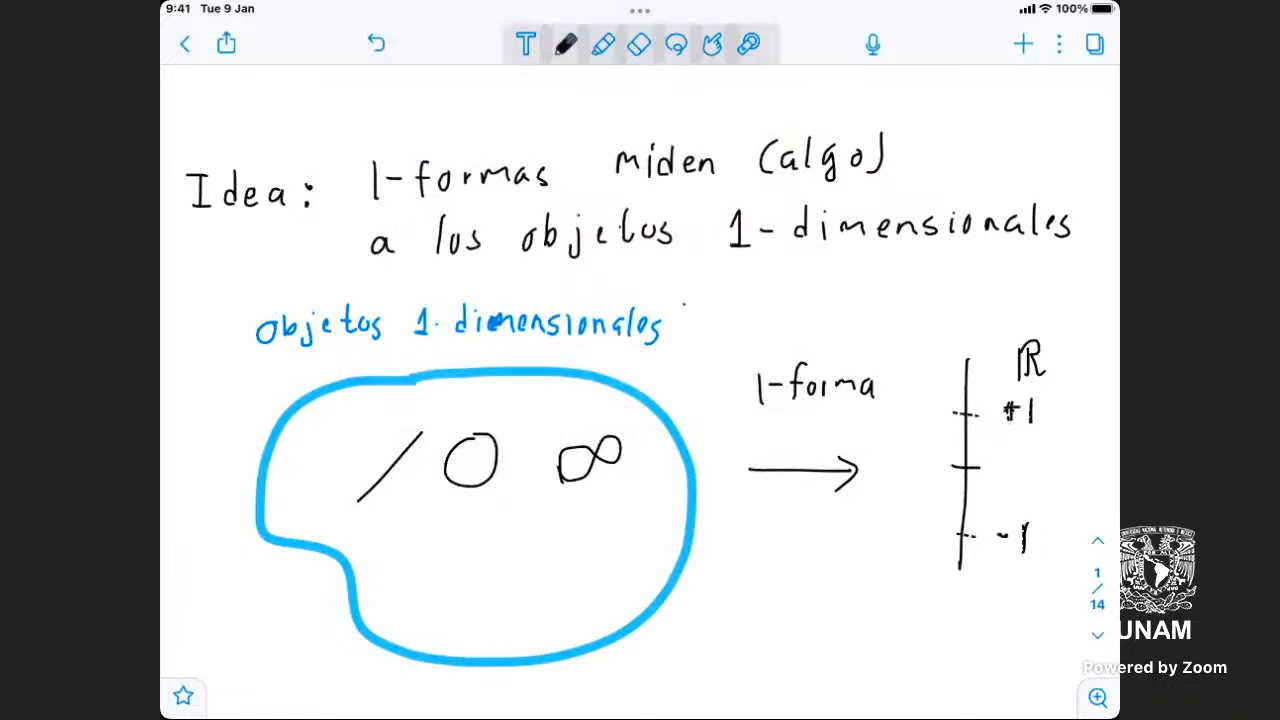 9:41 Tue 9 Jan
100%
Idea: 1-formas miden (algo)
a los objetos 1-dimensionales
objetos 1-dimensionales
1-forma
ℝ
+1
-1
1
/
14
UNAM
Powered by Zoom